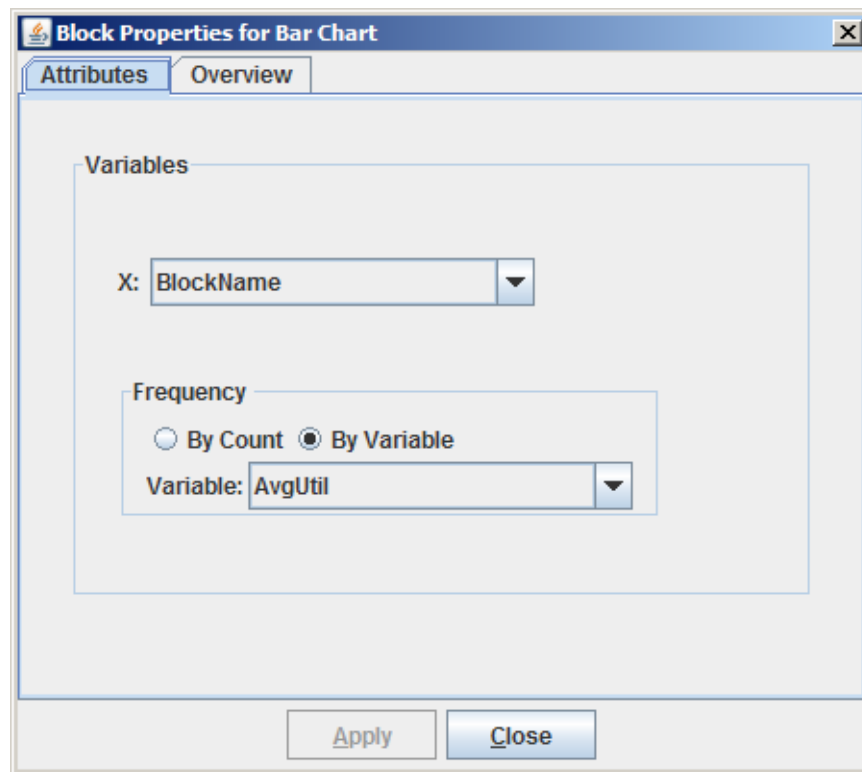 Block Properties for Bar Chart
Attributes Overview
Variables
X: BlockName
Frequency
By Count By Variable
Variable: AvgUtil
Apply Close